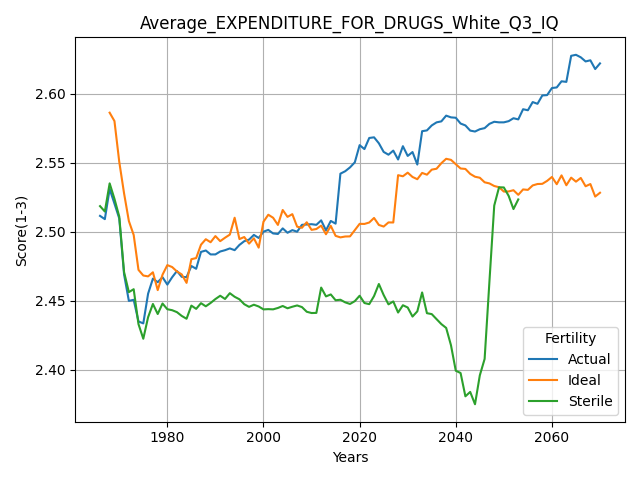 Average_EXPENDITURE_FOR_DRUGS_White_Q3_IQ
Score(1-3)
2.60
2.55
2.50
2.45
2.40
1980
2000
2020
2040
2060
Years
Fertility
Actual
Ideal
Sterile